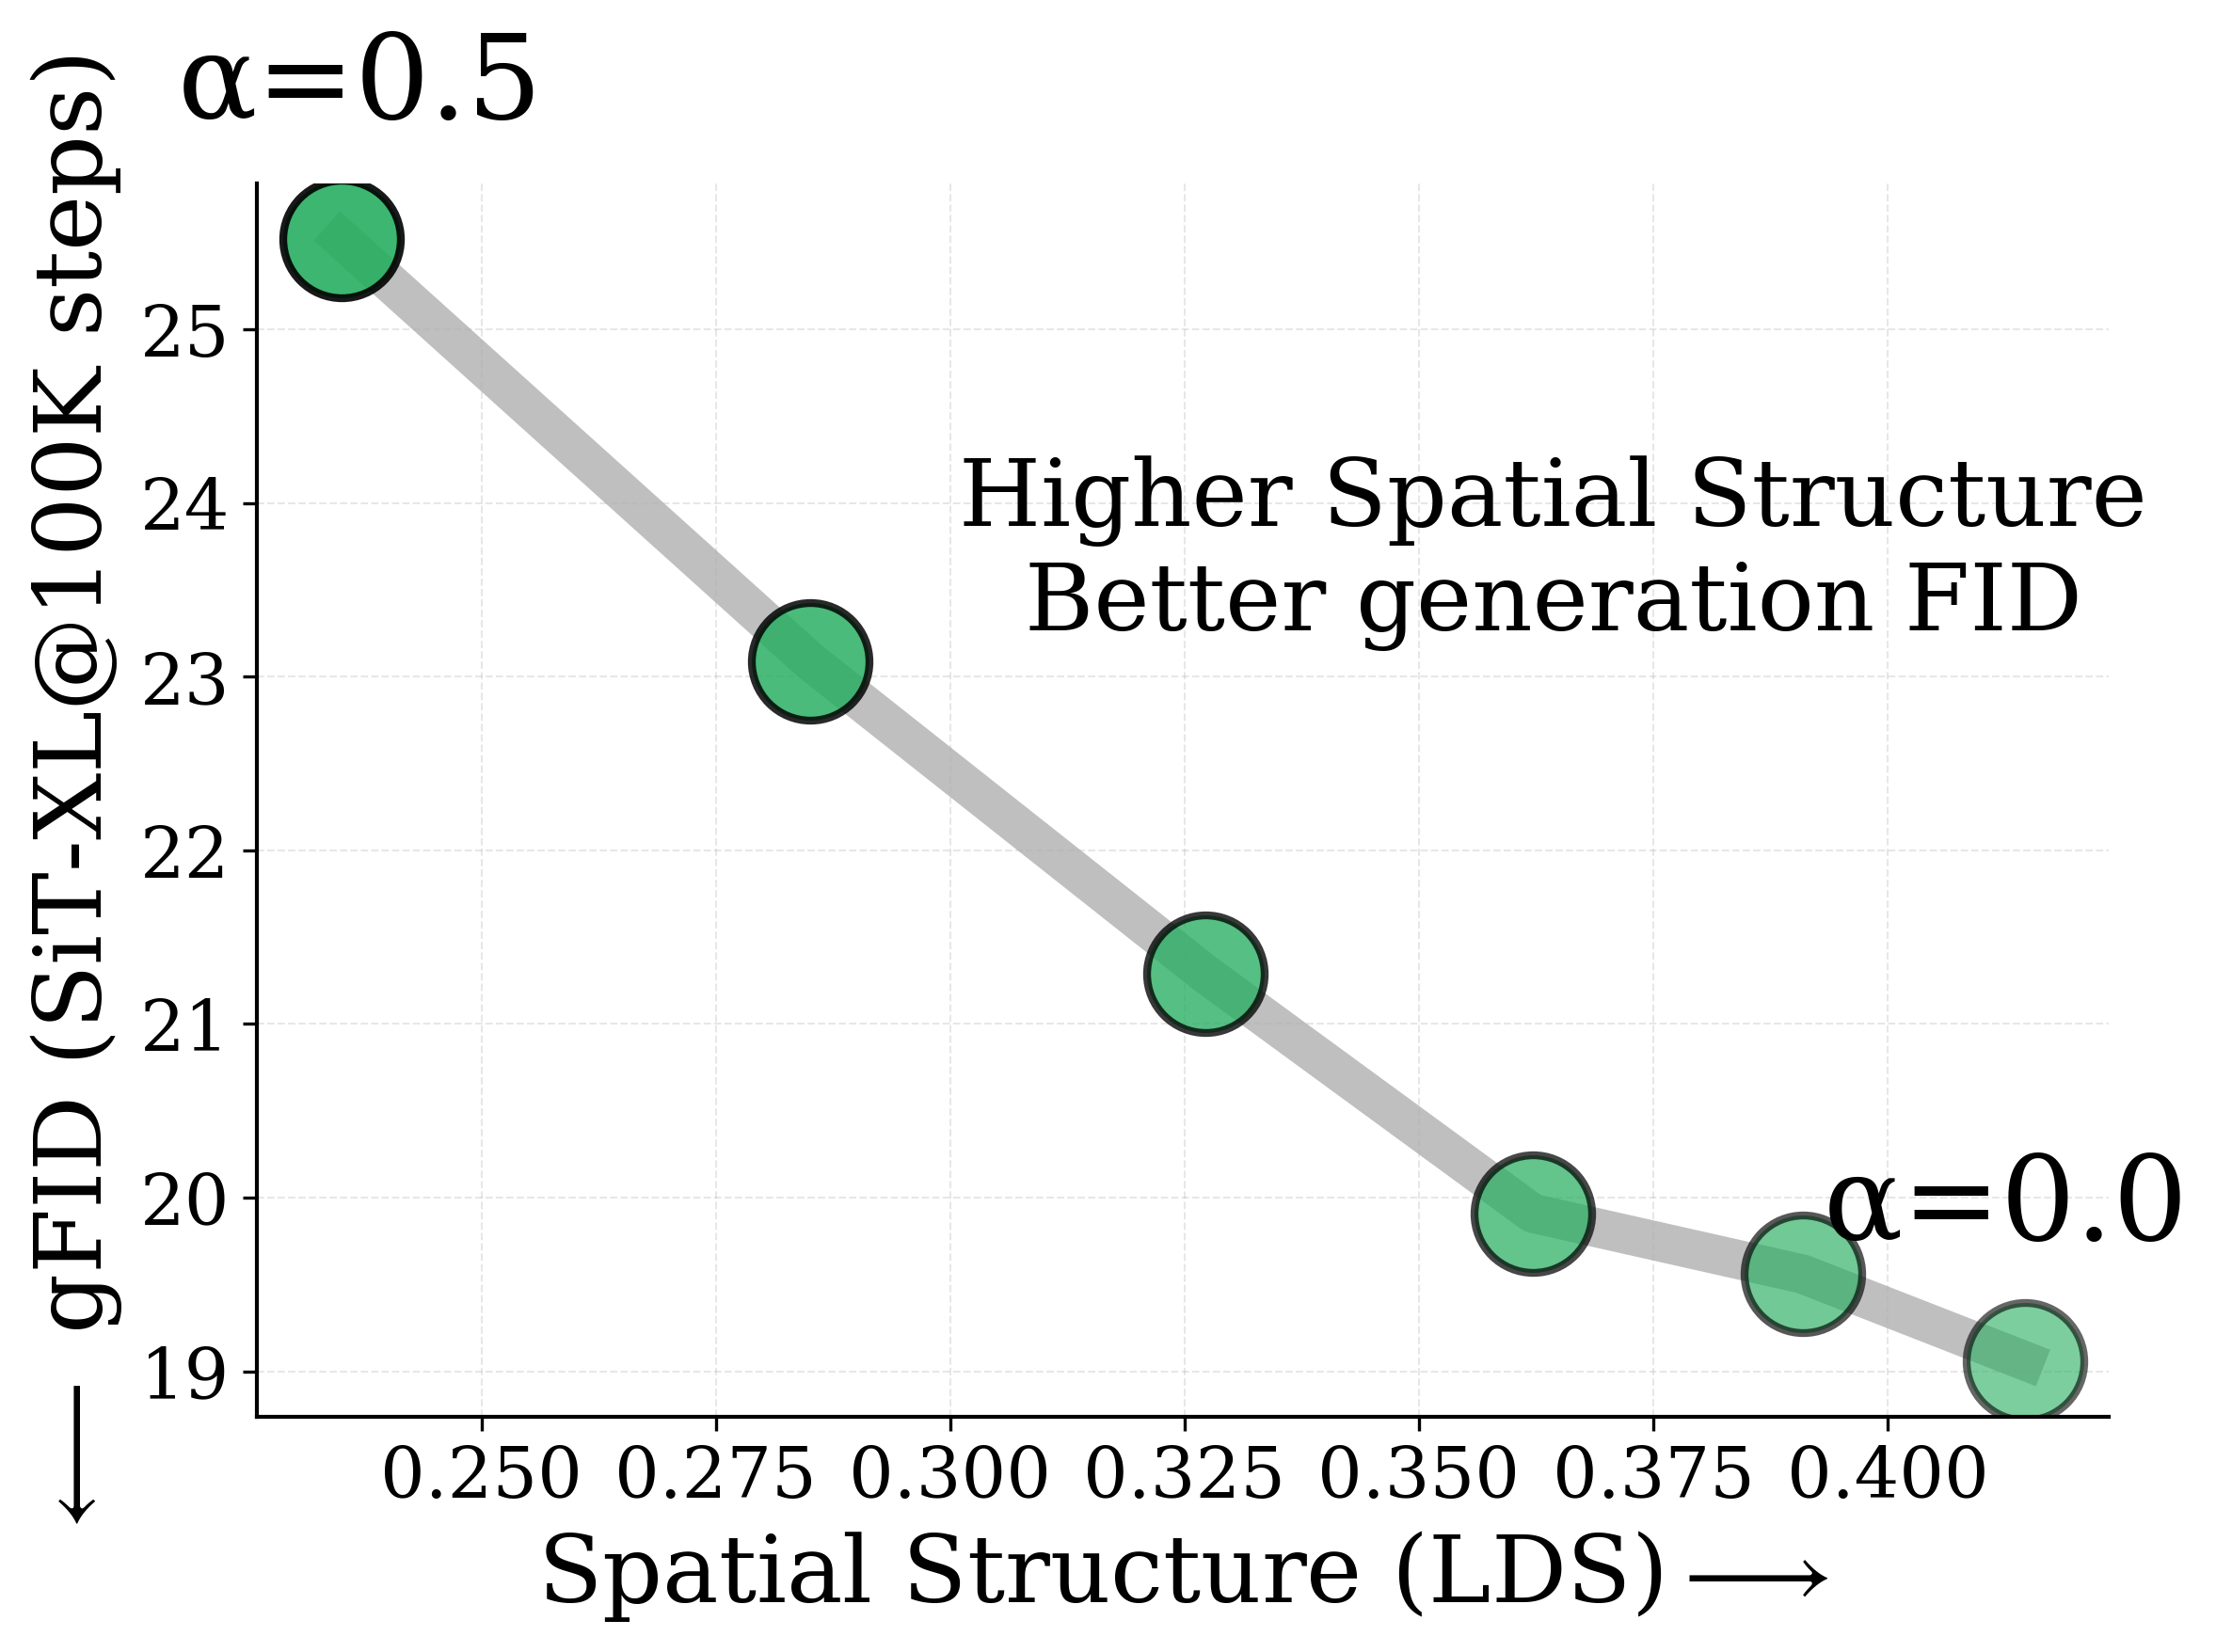 α=0.5
← gFID (SiT-XL@100K steps)
25
24
23
22
21
20
19
Higher Spatial Structure
Better generation FID
α=0.0
0.250 0.275 0.300 0.325 0.350 0.375 0.400
Spatial Structure (LDS) →